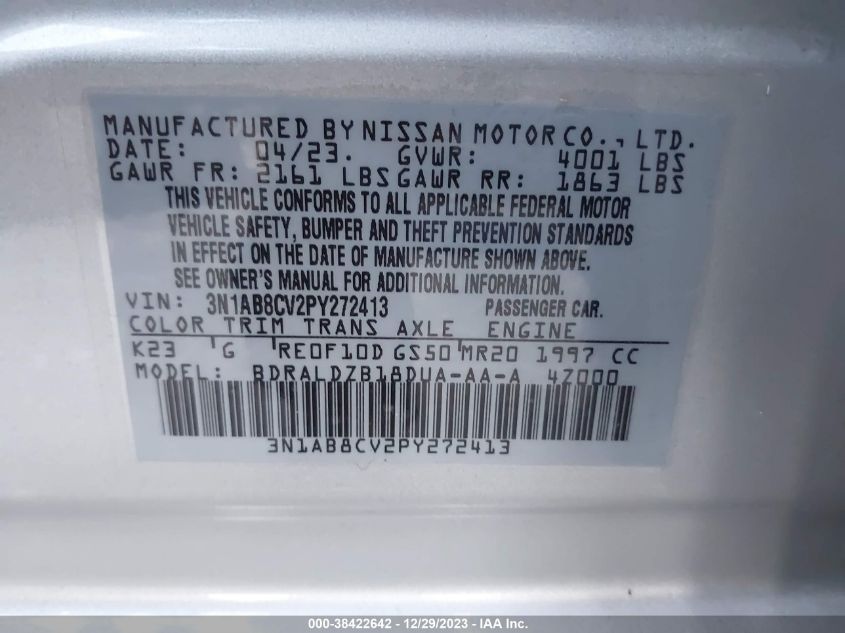 MANUFACTURED BY NISSAN MOTOR CO., LTD.
DATE: 04/23. GVWR: 4001 LBS
GAWR FR: 2161 LBS GAWR RR: 1863 LBS
THIS VEHICLE CONFORMS TO ALL APPLICABLE FEDERAL MOTOR
VEHICLE SAFETY, BUMPER AND THEFT PREVENTION STANDARDS
IN EFFECT ON THE DATE OF MANUFACTURE SHOWN ABOVE.
SEE OWNER'S MANUAL FOR ADDITIONAL INFORMATION.
VIN: 3N1AB8CV2PY272413 PASSENGER CAR.
COLOR TRIM TRANS AXLE ENGINE
K23 G RE0F10D GS50 MR20 1997 CC
MODEL: BDRALDZB18DUA-AA-A 4Z000
3N1AB8CV2PY272413
000-38422642 - 12/29/2023 - IAA Inc.